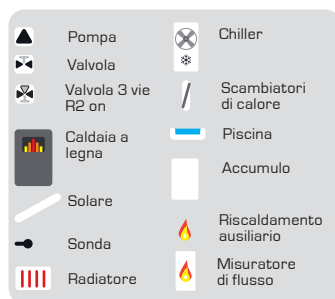 Pompa
Valvola
Valvola 3 vie
R2 on
Caldaia a
legna
Solare
Sonda
Radiatore
Chiller
Scambiatori
di calore
Piscina
Accumulo
Riscaldamento
ausiliario
Misuratore
di flusso